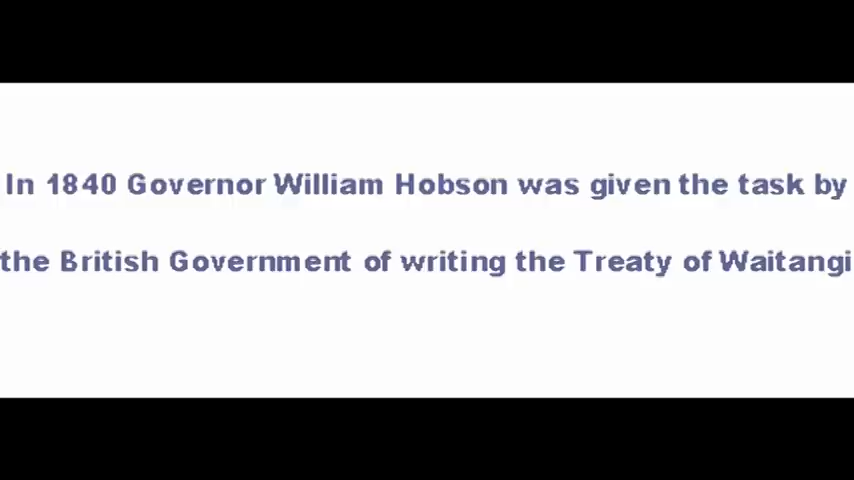 In 1840 Governor William Hobson was given the task by
the British Government of writing the Treaty of Waitangi